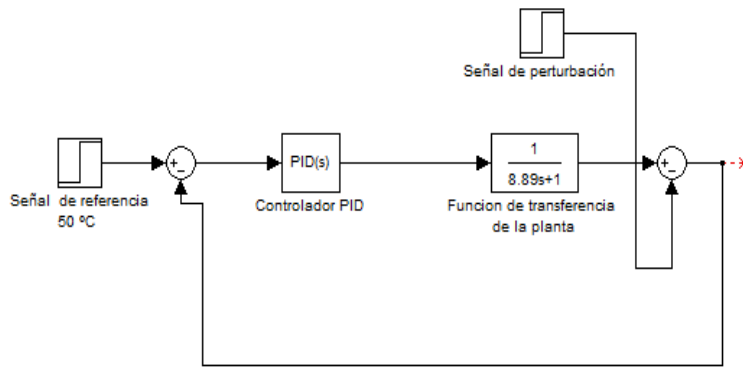 Señal de perturbación
+
−
PID(s)
1
8.89s+1
+
−
Señal de referencia
50 ºC
Controlador PID
Funcion de transferencia
de la planta